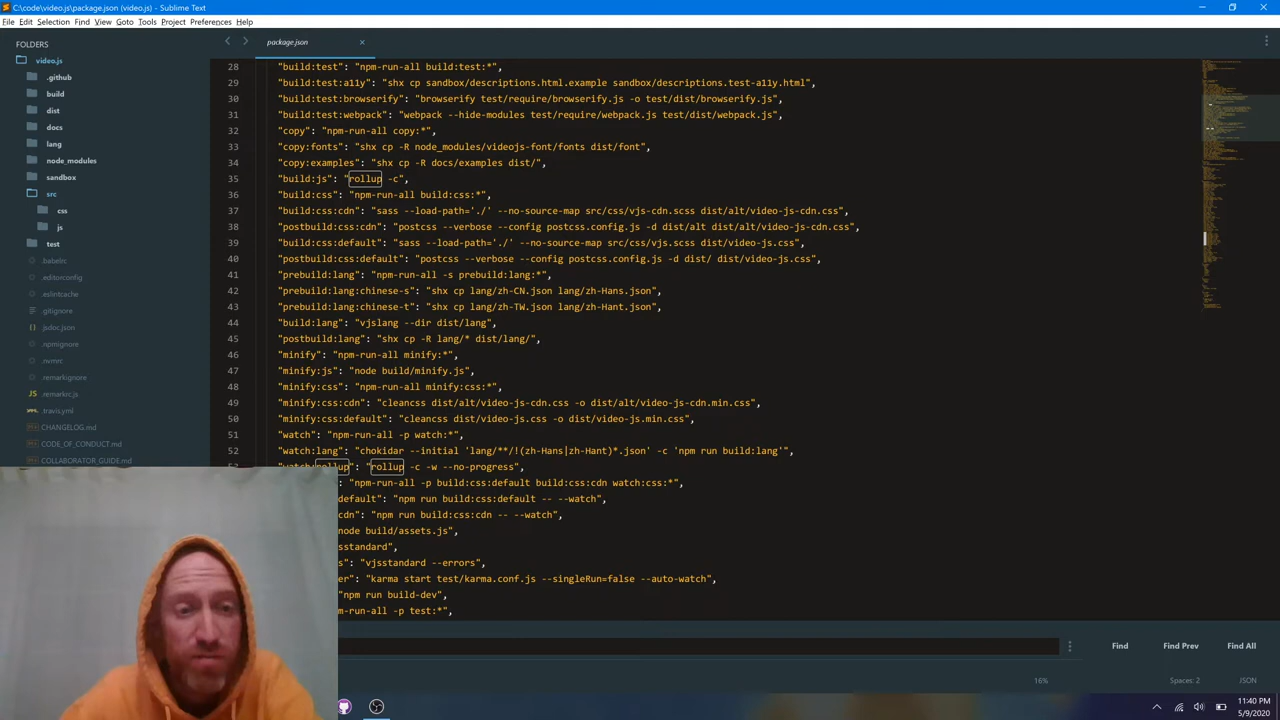 C:\code\video.js\package.json (video.js) - Sublime Text
File Edit Selection Find View Goto Tools Project Preferences Help
FOLDERS
video.js
.github
build
dist
docs
lang
node_modules
sandbox
src
css
js
test
.babelrc
.editorconfig
.eslintcache
.gitignore
.jsdoc.json
.npmignore
.nvmrc
.remarkignore
JS .remarkrc.js
.travis.yml
CHANGELOG.md
CODE_OF_CONDUCT.md
COLLABORATOR_GUIDE.md
package.json
28 "build:test": "npm-run-all build:test:*",
29 "build:test:a11y": "shx cp sandbox/descriptions.html.example sandbox/descriptions.test-a11y.html",
30 "build:test:browserify": "browserify test/require/browserify.js -o test/dist/browserify.js",
31 "build:test:webpack": "webpack --hide-modules test/require/webpack.js test/dist/webpack.js",
32 "copy": "npm-run-all copy:*",
33 "copy:fonts": "shx cp -R node_modules/videojs-font/fonts dist/font",
34 "copy:examples": "shx cp -R docs/examples dist/",
35 "build:js": "rollup -c",
36 "build:css": "npm-run-all build:css:*",
37 "build:css:cdn": "sass --load-path='./' --no-source-map src/css/vjs-cdn.scss dist/alt/video-js-cdn.css",
38 "postbuild:css:cdn": "postcss --verbose --config postcss.config.js -d dist/alt dist/alt/video-js-cdn.css",
39 "build:css:default": "sass --load-path='./' --no-source-map src/css/vjs.scss dist/video-js.css",
40 "postbuild:css:default": "postcss --verbose --config postcss.config.js -d dist/ dist/video-js.css",
41 "prebuild:lang": "npm-run-all -s prebuild:lang:*",
42 "prebuild:lang:chinese-s": "shx cp lang/zh-CN.json lang/zh-Hans.json",
43 "prebuild:lang:chinese-t": "shx cp lang/zh-TW.json lang/zh-Hant.json",
44 "build:lang": "vjslang --dir dist/lang",
45 "postbuild:lang": "shx cp -R lang/* dist/lang/",
46 "minify": "npm-run-all minify:*",
47 "minify:js": "node build/minify.js",
48 "minify:css": "npm-run-all minify:css:*",
49 "minify:css:cdn": "cleancss dist/alt/video-js-cdn.css -o dist/alt/video-js-cdn.min.css",
50 "minify:css:default": "cleancss dist/video-js.css -o dist/video-js.min.css",
51 "watch": "npm-run-all -p watch:*",
52 "watch:lang": "chokidar --initial 'lang/**/!(zh-Hans|zh-Hant)*.json' -c 'npm run build:lang'",
53 "watch:rollup": "rollup -c -w --no-progress",
"npm-run-all -p build:css:default build:css:cdn watch:css:*",
default": "npm run build:css:default -- --watch",
cdn": "npm run build:css:cdn -- --watch",
node build/assets.js",
sstandard",
s": "vjsstandard --errors",
er": "karma start test/karma.conf.js --singleRun=false --auto-watch",
"npm run build-dev",
m-run-all -p test:*",
Find Find Prev Find All
16% Spaces: 2 JSON
11:40 PM
5/9/2020